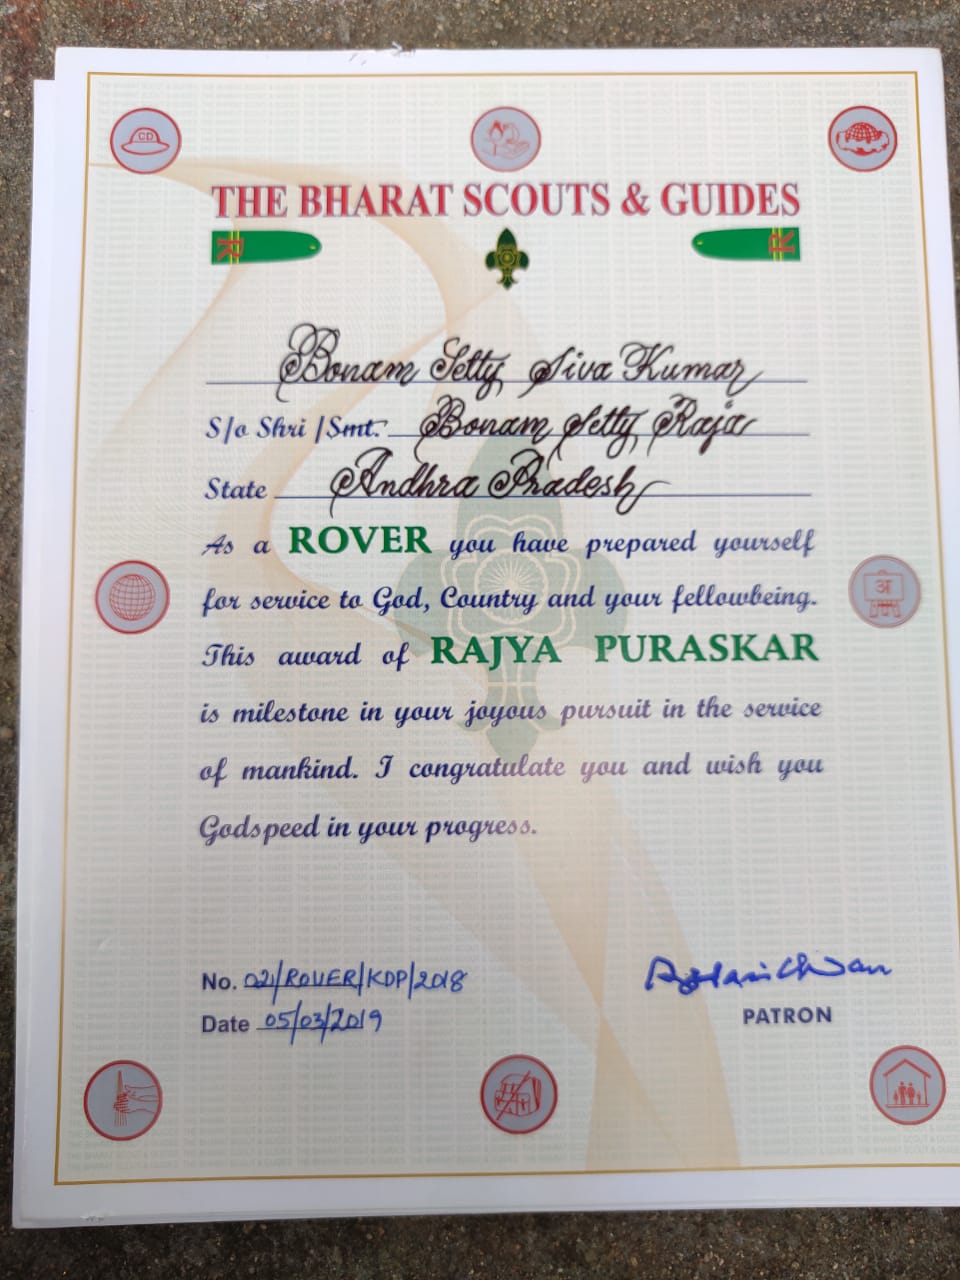 CD
THE BHARAT SCOUTS & GUIDES
R R
Bonam Setty Siva Kumar
S/o Shri /Smt. Bonam Setty Raja
State Andhra Pradesh
As a ROVER you have prepared yourself
for service to God, Country and your fellowbeing.
अ
This award of RAJYA PURASKAR
is milestone in your joyous pursuit in the service
of mankind. I congratulate you and wish you
Godspeed in your progress.
No. 02/ROVER/KDP/2018
Date 05/03/2019
PATRON